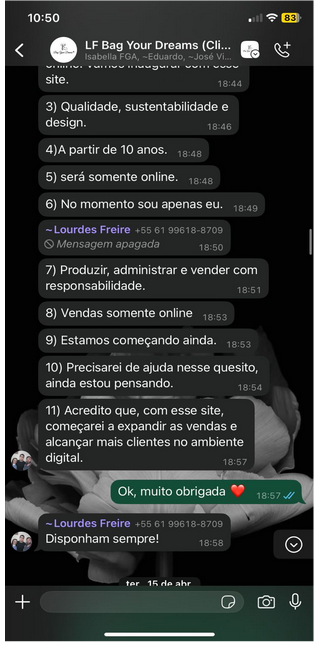 10:50
83
LF Bag Your Dreams (Cli...
Isabella FGA, ~Eduardo, ~José Vi...
site.
18:44
3) Qualidade, sustentabilidade e
design.
18:46
4)A partir de 10 anos. 18:48
5) será somente online. 18:48
6) No momento sou apenas eu. 18:49
~Lourdes Freire +55 61 99618-8709
Mensagem apagada
18:50
7) Produzir, administrar e vender com
responsabilidade.
18:51
8) Vendas somente online 18:53
9) Estamos começando ainda. 18:53
10) Precisarei de ajuda nesse quesito,
ainda estou pensando.
18:54
11) Acredito que, com esse site,
começarei a expandir as vendas e
alcançar mais clientes no ambiente
digital.
18:57
Ok, muito obrigada ❤️ 18:57
~Lourdes Freire +55 61 99618-8709
Disponham sempre!
18:58
ter., 15 de abr.